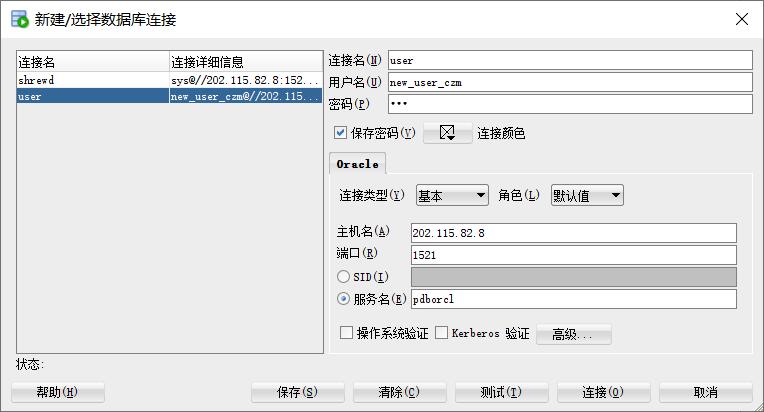 新建/选择数据库连接
连接名 连接详细信息
shrewd sys@//202.115.82.8:152...
user new_user_czm@//202.115...
连接名(N) user
用户名(U) new_user_czm
密码(P) •••
保存密码(V) 连接颜色
Oracle
连接类型(Y) 基本 角色(L) 默认值
主机名(A) 202.115.82.8
端口(R) 1521
SID(I)
服务名(E) pdborcl
操作系统验证 Kerberos 验证 高级...
状态:
帮助(H) 保存(S) 清除(C) 测试(T) 连接(O) 取消